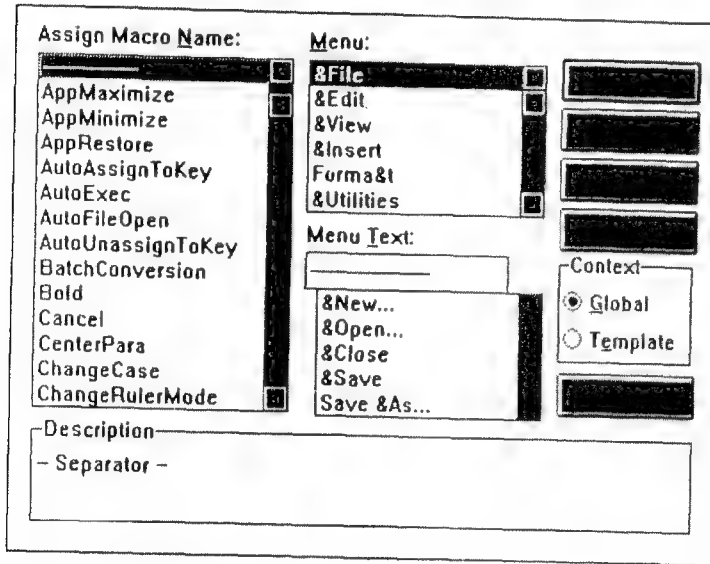 Assign Macro Name:
AppMaximize
AppMinimize
AppRestore
AutoAssignToKey
AutoExec
AutoFileOpen
AutoUnassignToKey
BatchConversion
Bold
Cancel
CenterPara
ChangeCase
ChangeRulerMode
Menu:
&File
&Edit
&View
&Insert
Forma&t
&Utilities
Menu Text:
&New...
&Open...
&Close
&Save
Save &As...
Context
Global
Template
Description
- Separator -